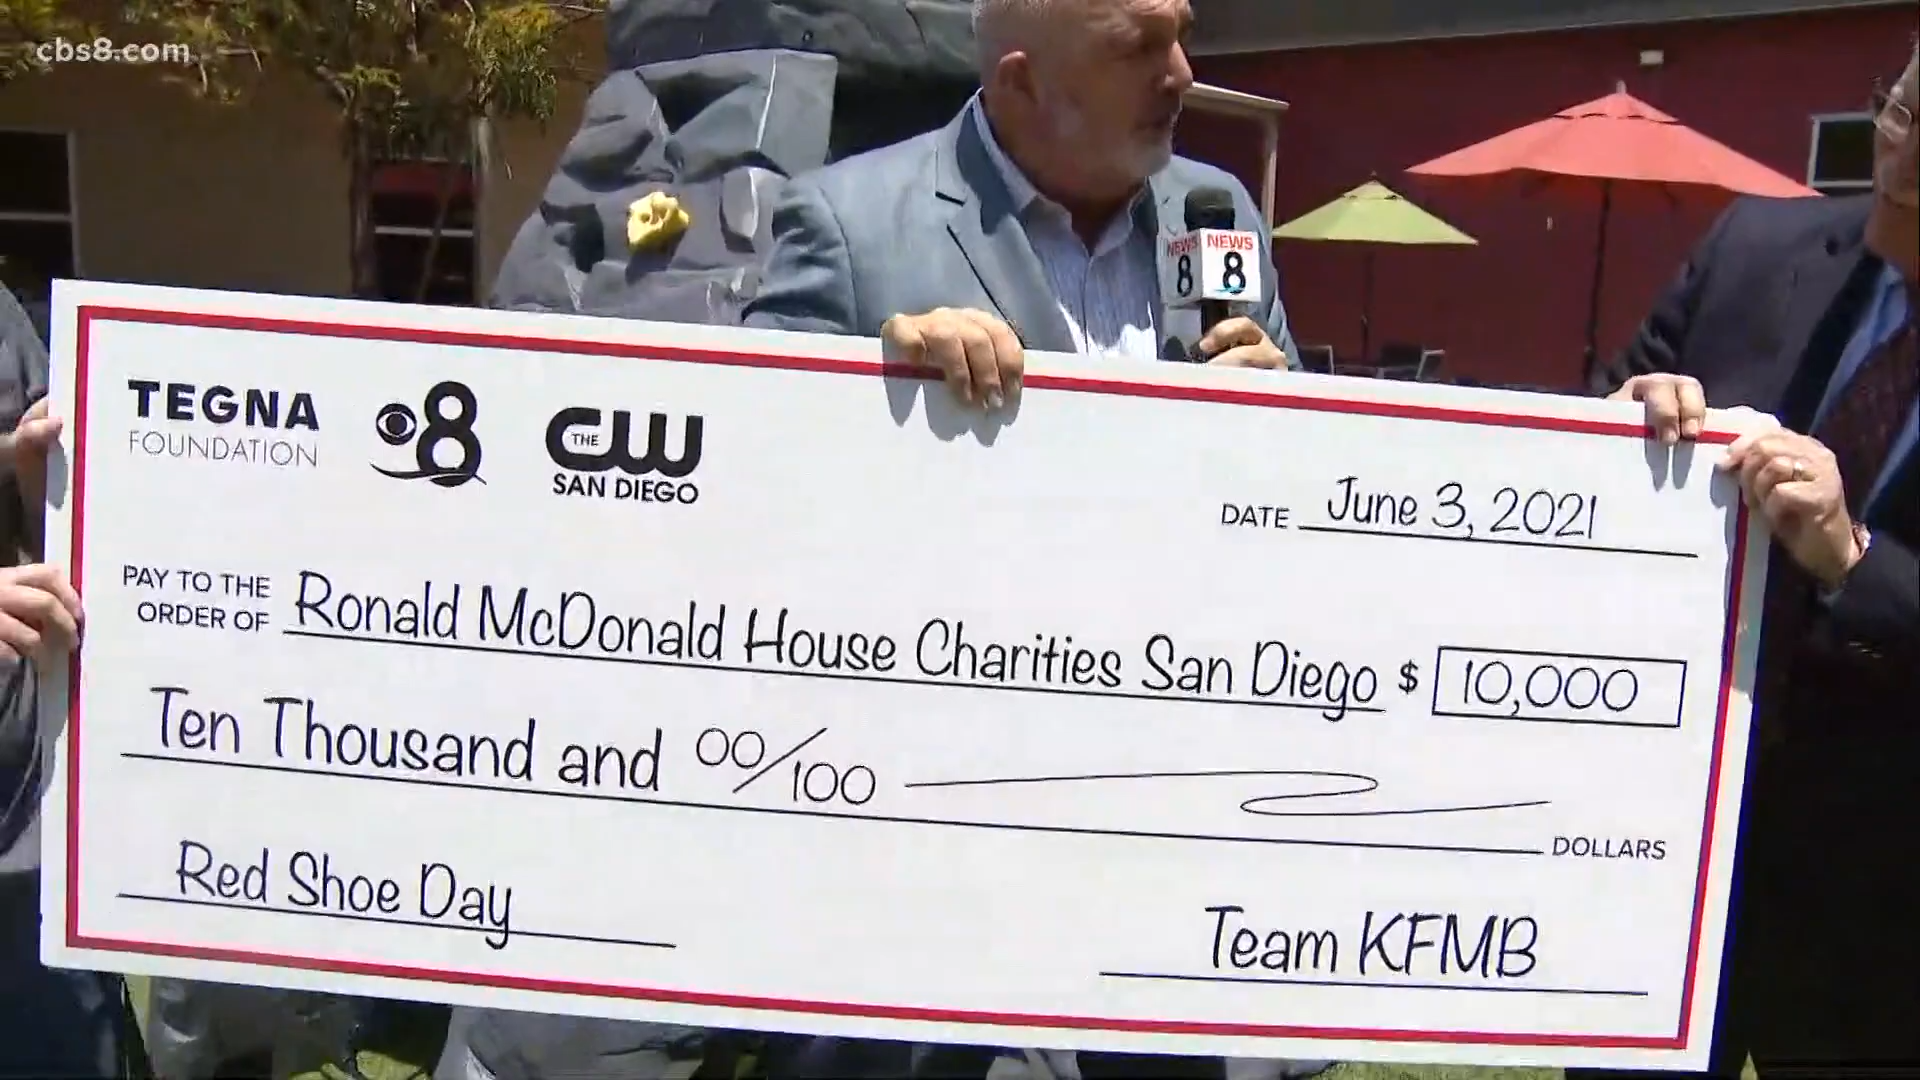 cbs8.com
NEWS 8
NEWS 8
TEGNA
FOUNDATION
8
THE CW
SAN DIEGO
DATE June 3, 2021
PAY TO THE
ORDER OF Ronald McDonald House Charities San Diego $ 10,000
Ten Thousand and 00/100
DOLLARS
Red Shoe Day
Team KFMB